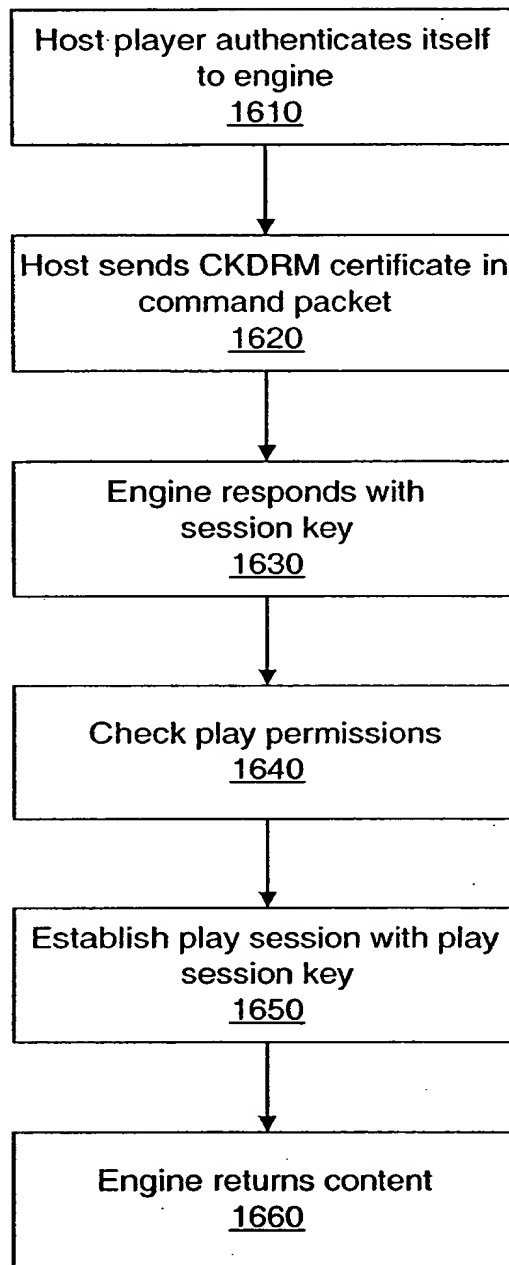 Host player authenticates itself
to engine
1610
Host sends CKDRM certificate in
command packet
1620
Engine responds with
session key
1630
Check play permissions
1640
Establish play session with play
session key
1650
Engine returns content
1660